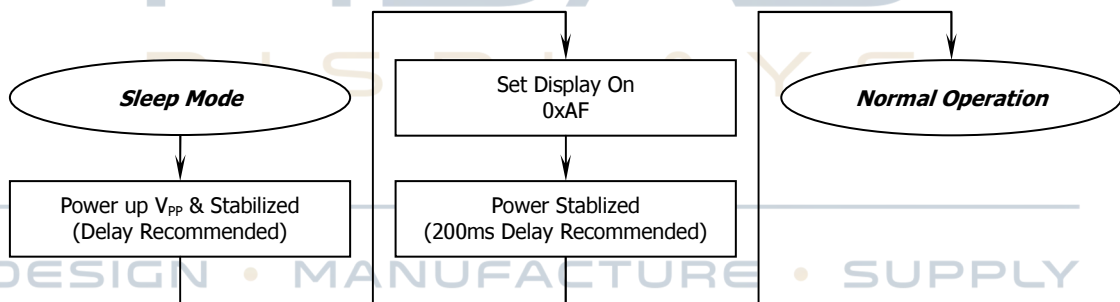 Sleep Mode
Power up VPP & Stabilized
(Delay Recommended)
Set Display On
0xAF
Power Stablized
(200ms Delay Recommended)
Normal Operation
DESIGN • MANUFACTURE • SUPPLY